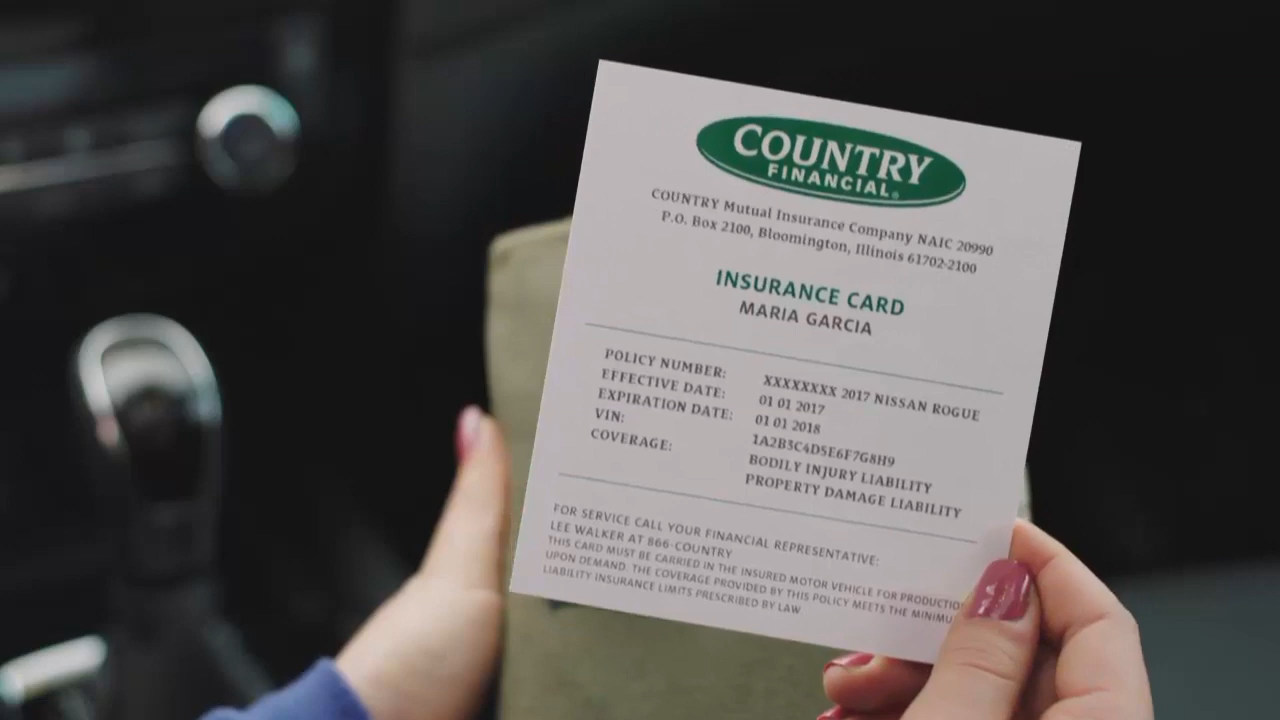 COUNTRY
FINANCIAL®
COUNTRY Mutual Insurance Company NAIC 20990
P.O. Box 2100, Bloomington, Illinois 61702-2100
INSURANCE CARD
MARIA GARCIA
POLICY NUMBER: XXXXXXXX 2017 NISSAN ROGUE
EFFECTIVE DATE: 01 01 2017
EXPIRATION DATE: 01 01 2018
VIN: 1A2B3C4D5E6F7G8H9
COVERAGE: BODILY INJURY LIABILITY
PROPERTY DAMAGE LIABILITY
FOR SERVICE CALL YOUR FINANCIAL REPRESENTATIVE:
LEE WALKER AT 866-COUNTRY
THIS CARD MUST BE CARRIED IN THE INSURED MOTOR VEHICLE FOR PRODUCTIO
UPON DEMAND. THE COVERAGE PROVIDED BY THIS POLICY MEETS THE MINIMU
LIABILITY INSURANCE LIMITS PRESCRIBED BY LAW